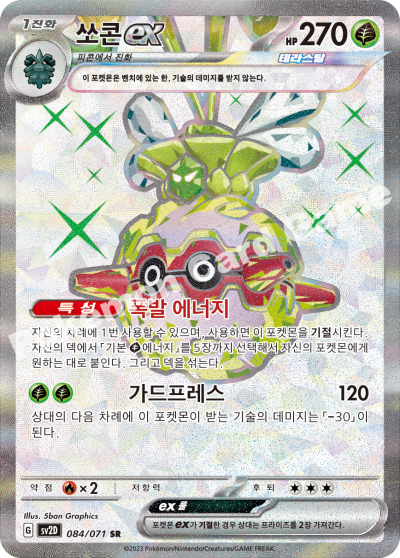 1진화
쏘콘ex
HP 270
피콘에서 진화
테라스탈
이 포켓몬은 벤치에 있는 한, 기술의 데미지를 받지 않는다.
Pokémon Card Game
특성 폭발 에너지
자신의 차례에 1번 사용할 수 있으며, 사용하면 이 포켓몬을 기절시킨다.
자신의 덱에서 「기본 에너지」를 5장까지 선택해서 자신의 포켓몬에게
원하는 대로 붙인다. 그리고 덱을 섞는다.
가드프레스 120
상대의 다음 차례에 이 포켓몬이 받는 기술의 데미지는 「-30」이
된다.
약점 ×2 저항력 후퇴
Illus. 5ban Graphics
G sv2D 084/071 SR
ex 룰
포켓몬 ex가 기절한 경우 상대는 프라이즈를 2장 가져간다.
©2023 Pokémon/Nintendo/Creatures/GAME FREAK.